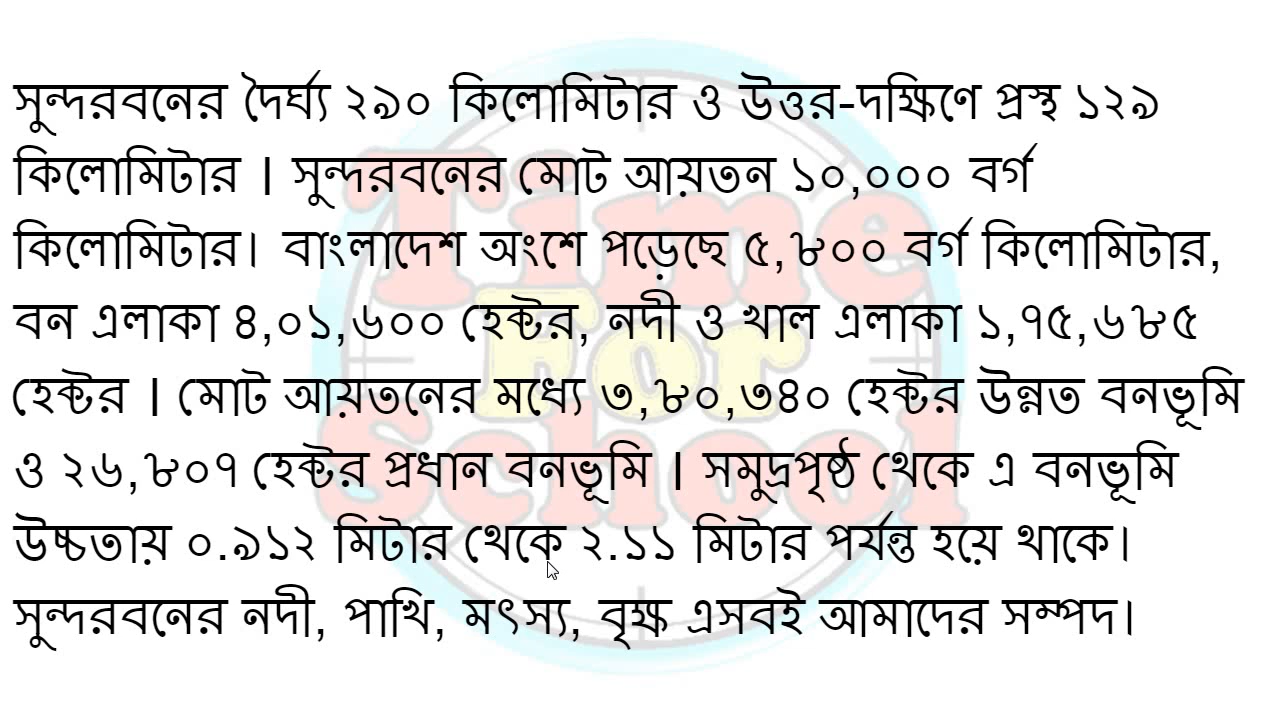 সুন্দরবনের দৈর্ঘ্য ২৯০ কিলোমিটার ও উত্তর-দক্ষিণে প্রস্থ ১২৯
কিলোমিটার । সুন্দরবনের মোট আয়তন ১০,০০০ বর্গ
কিলোমিটার। বাংলাদেশ অংশে পড়েছে ৫,৮০০ বর্গ কিলোমিটার,
বন এলাকা ৪,০১,৬০০ হেক্টর, নদী ও খাল এলাকা ১,৭৫,৬৮৫
হেক্টর । মোট আয়তনের মধ্যে ৩,৮০,৩৪০ হেক্টর উন্নত বনভূমি
ও ২৬,৮০৭ হেক্টর প্রধান বনভূমি । সমুদ্রপৃষ্ঠ থেকে এ বনভূমি
উচ্চতায় ০.৯১২ মিটার থেকে ২.১১ মিটার পর্যন্ত হয়ে থাকে।
সুন্দরবনের নদী, পাখি, মৎস্য, বৃক্ষ এসবই আমাদের সম্পদ।
Time
For
School